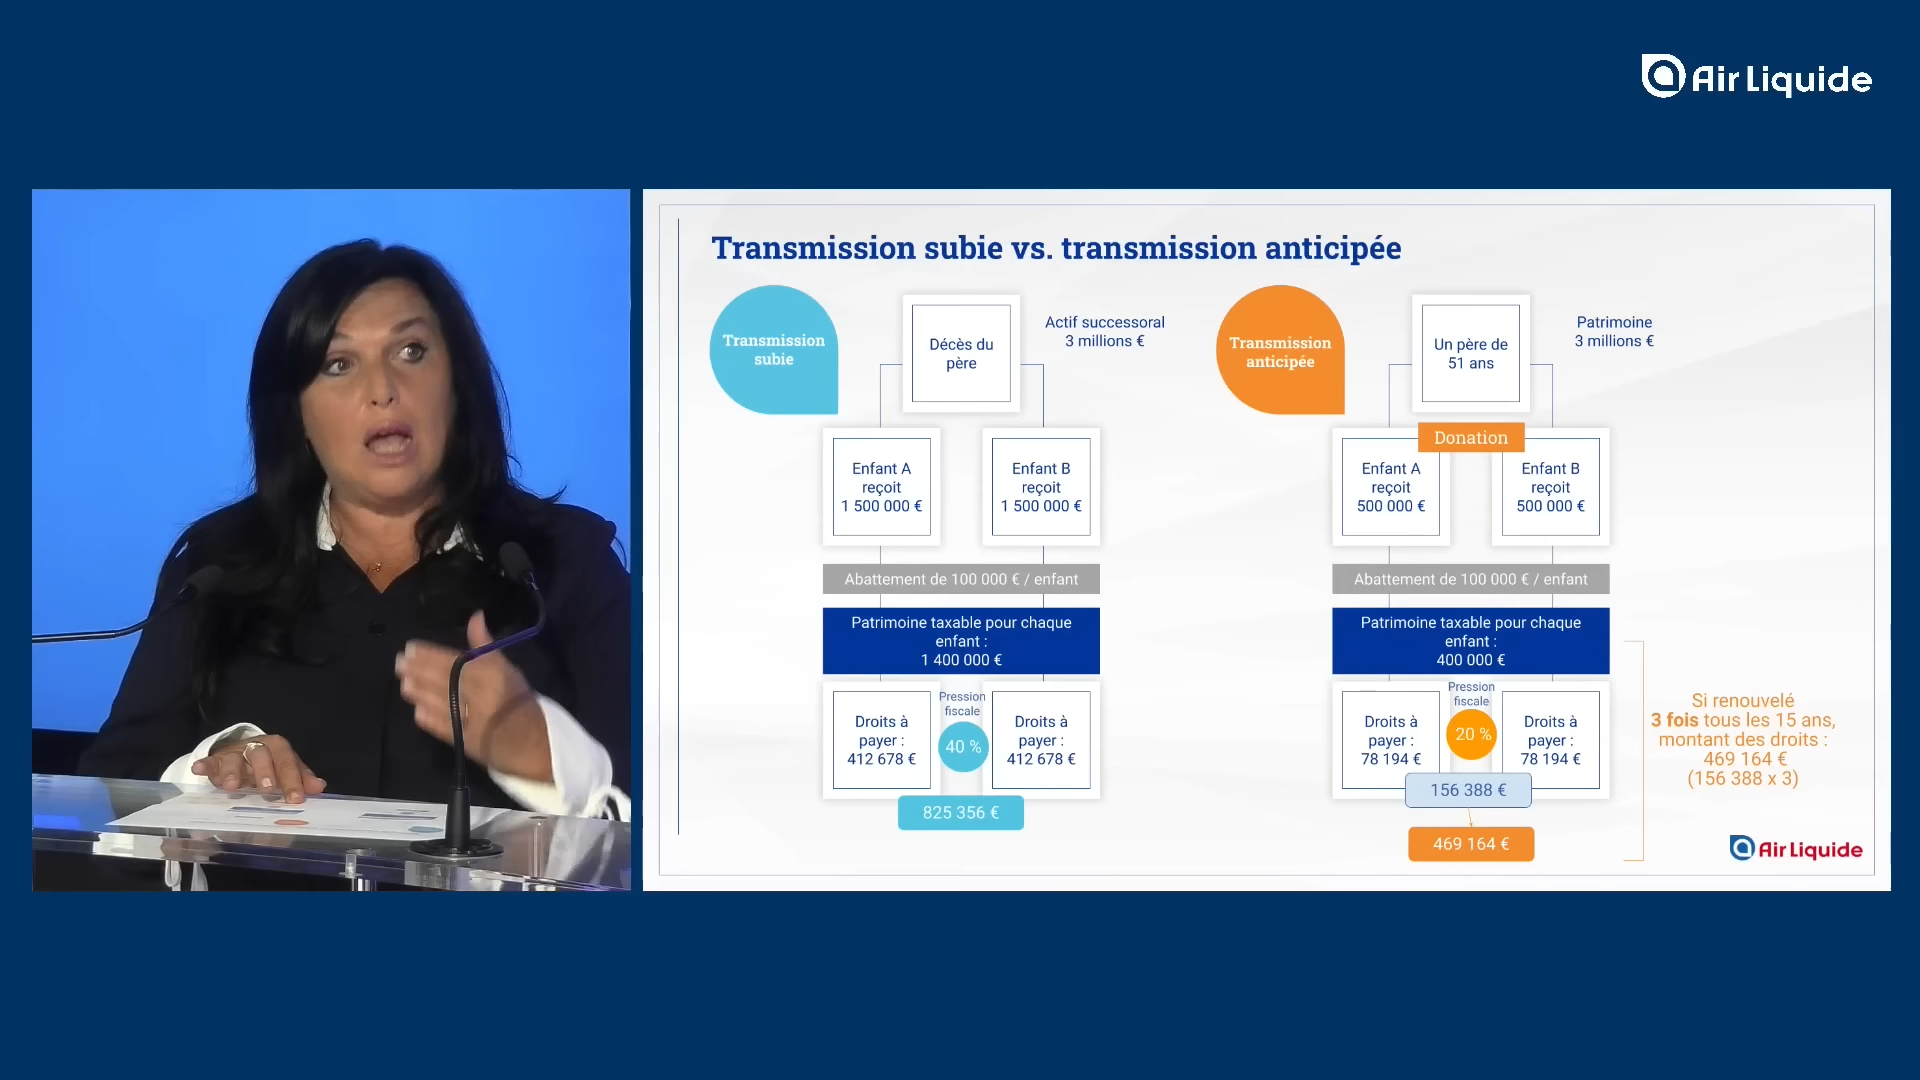 Air Liquide
Transmission subie vs. transmission anticipée
Transmission
subie
Décès du
père
Actif successoral
3 millions €
Enfant A
reçoit
1 500 000 €
Enfant B
reçoit
1 500 000 €
Abattement de 100 000 € / enfant
Patrimoine taxable pour chaque
enfant :
1 400 000 €
Droits à
payer :
412 678 €
Pression
fiscale
40 %
Droits à
payer :
412 678 €
825 356 €
Transmission
anticipée
Un père de
51 ans
Patrimoine
3 millions €
Donation
Enfant A
reçoit
500 000 €
Enfant B
reçoit
500 000 €
Abattement de 100 000 € / enfant
Patrimoine taxable pour chaque
enfant :
400 000 €
Droits à
payer :
78 194 €
Pression
fiscale
20 %
Droits à
payer :
78 194 €
156 388 €
469 164 €
Si renouvelé
3 fois tous les 15 ans,
montant des droits :
469 164 €
(156 388 x 3)
Air Liquide